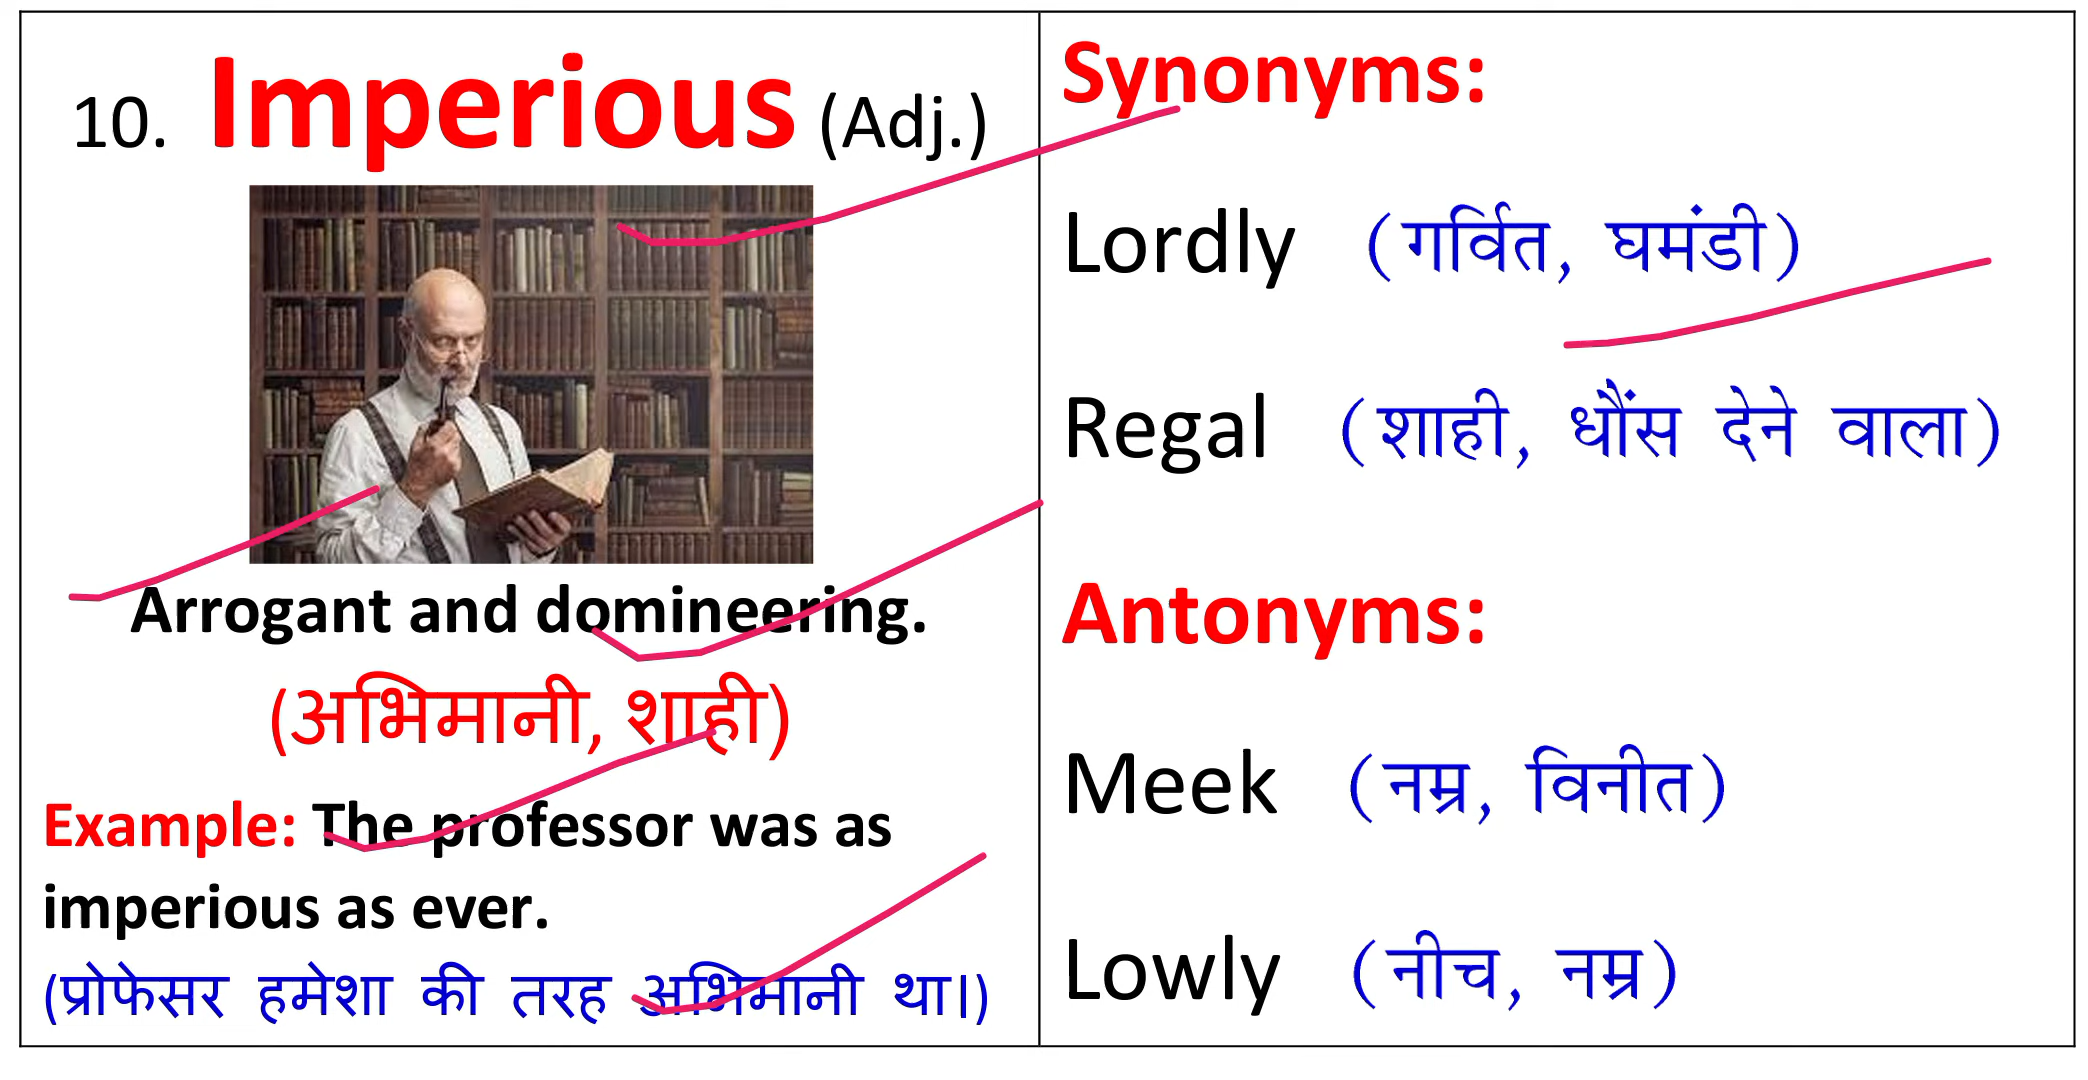 10. Imperious (Adj.)
Arrogant and domineering.
(अभिमानी, शाही)
Example: The professor was as
imperious as ever.
(प्रोफेसर हमेशा की तरह अभिमानी था।)
Synonyms:
Lordly (गर्वित, घमंडी)
Regal (शाही, धौंस देने वाला)
Antonyms:
Meek (नम्र, विनीत)
Lowly (नीच, नम्र)